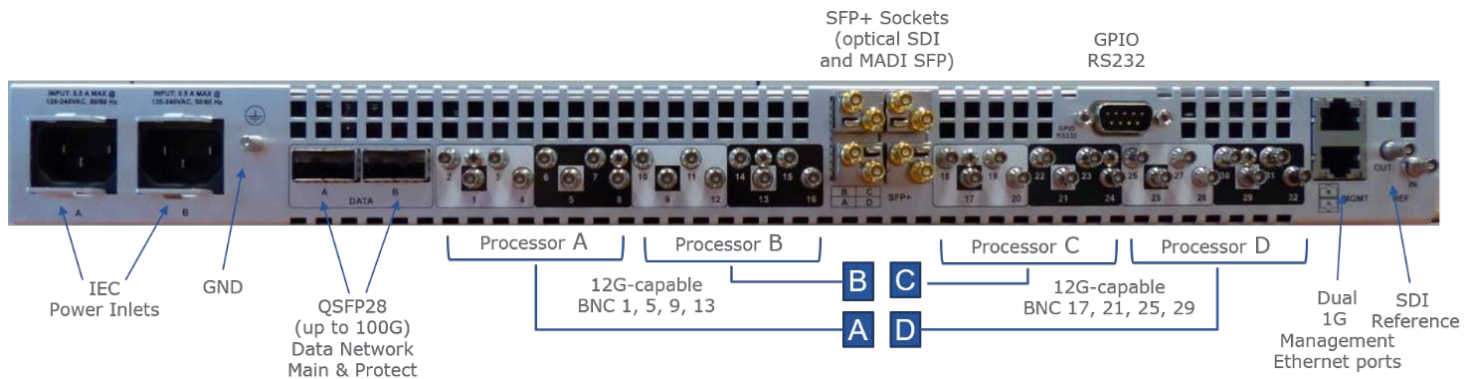 SFP+ Sockets
(optical SDI
and MADI SFP)
GPIO
RS232
INPUT: 5.5 A MAX @
120-240VAC, 50/60 Hz
INPUT: 5.5 A MAX @
120-240VAC, 50/60 Hz
A
B
A
B
DATA
2
3
6
7
10
11
14
15
1
4
5
8
9
12
13
16
B C
A D
SFP+
GPIO
RS232
18
19
22
23
26
27
30
31
17
20
21
24
25
28
29
32
MGMT
OUT
IN
REF
Processor A
Processor B
Processor C
Processor D
12G-capable
BNC 1, 5, 9, 13
12G-capable
BNC 17, 21, 25, 29
B
C
A
D
IEC
Power Inlets
GND
QSFP28
(up to 100G)
Data Network
Main & Protect
Dual
1G
Management
Ethernet ports
SDI
Reference